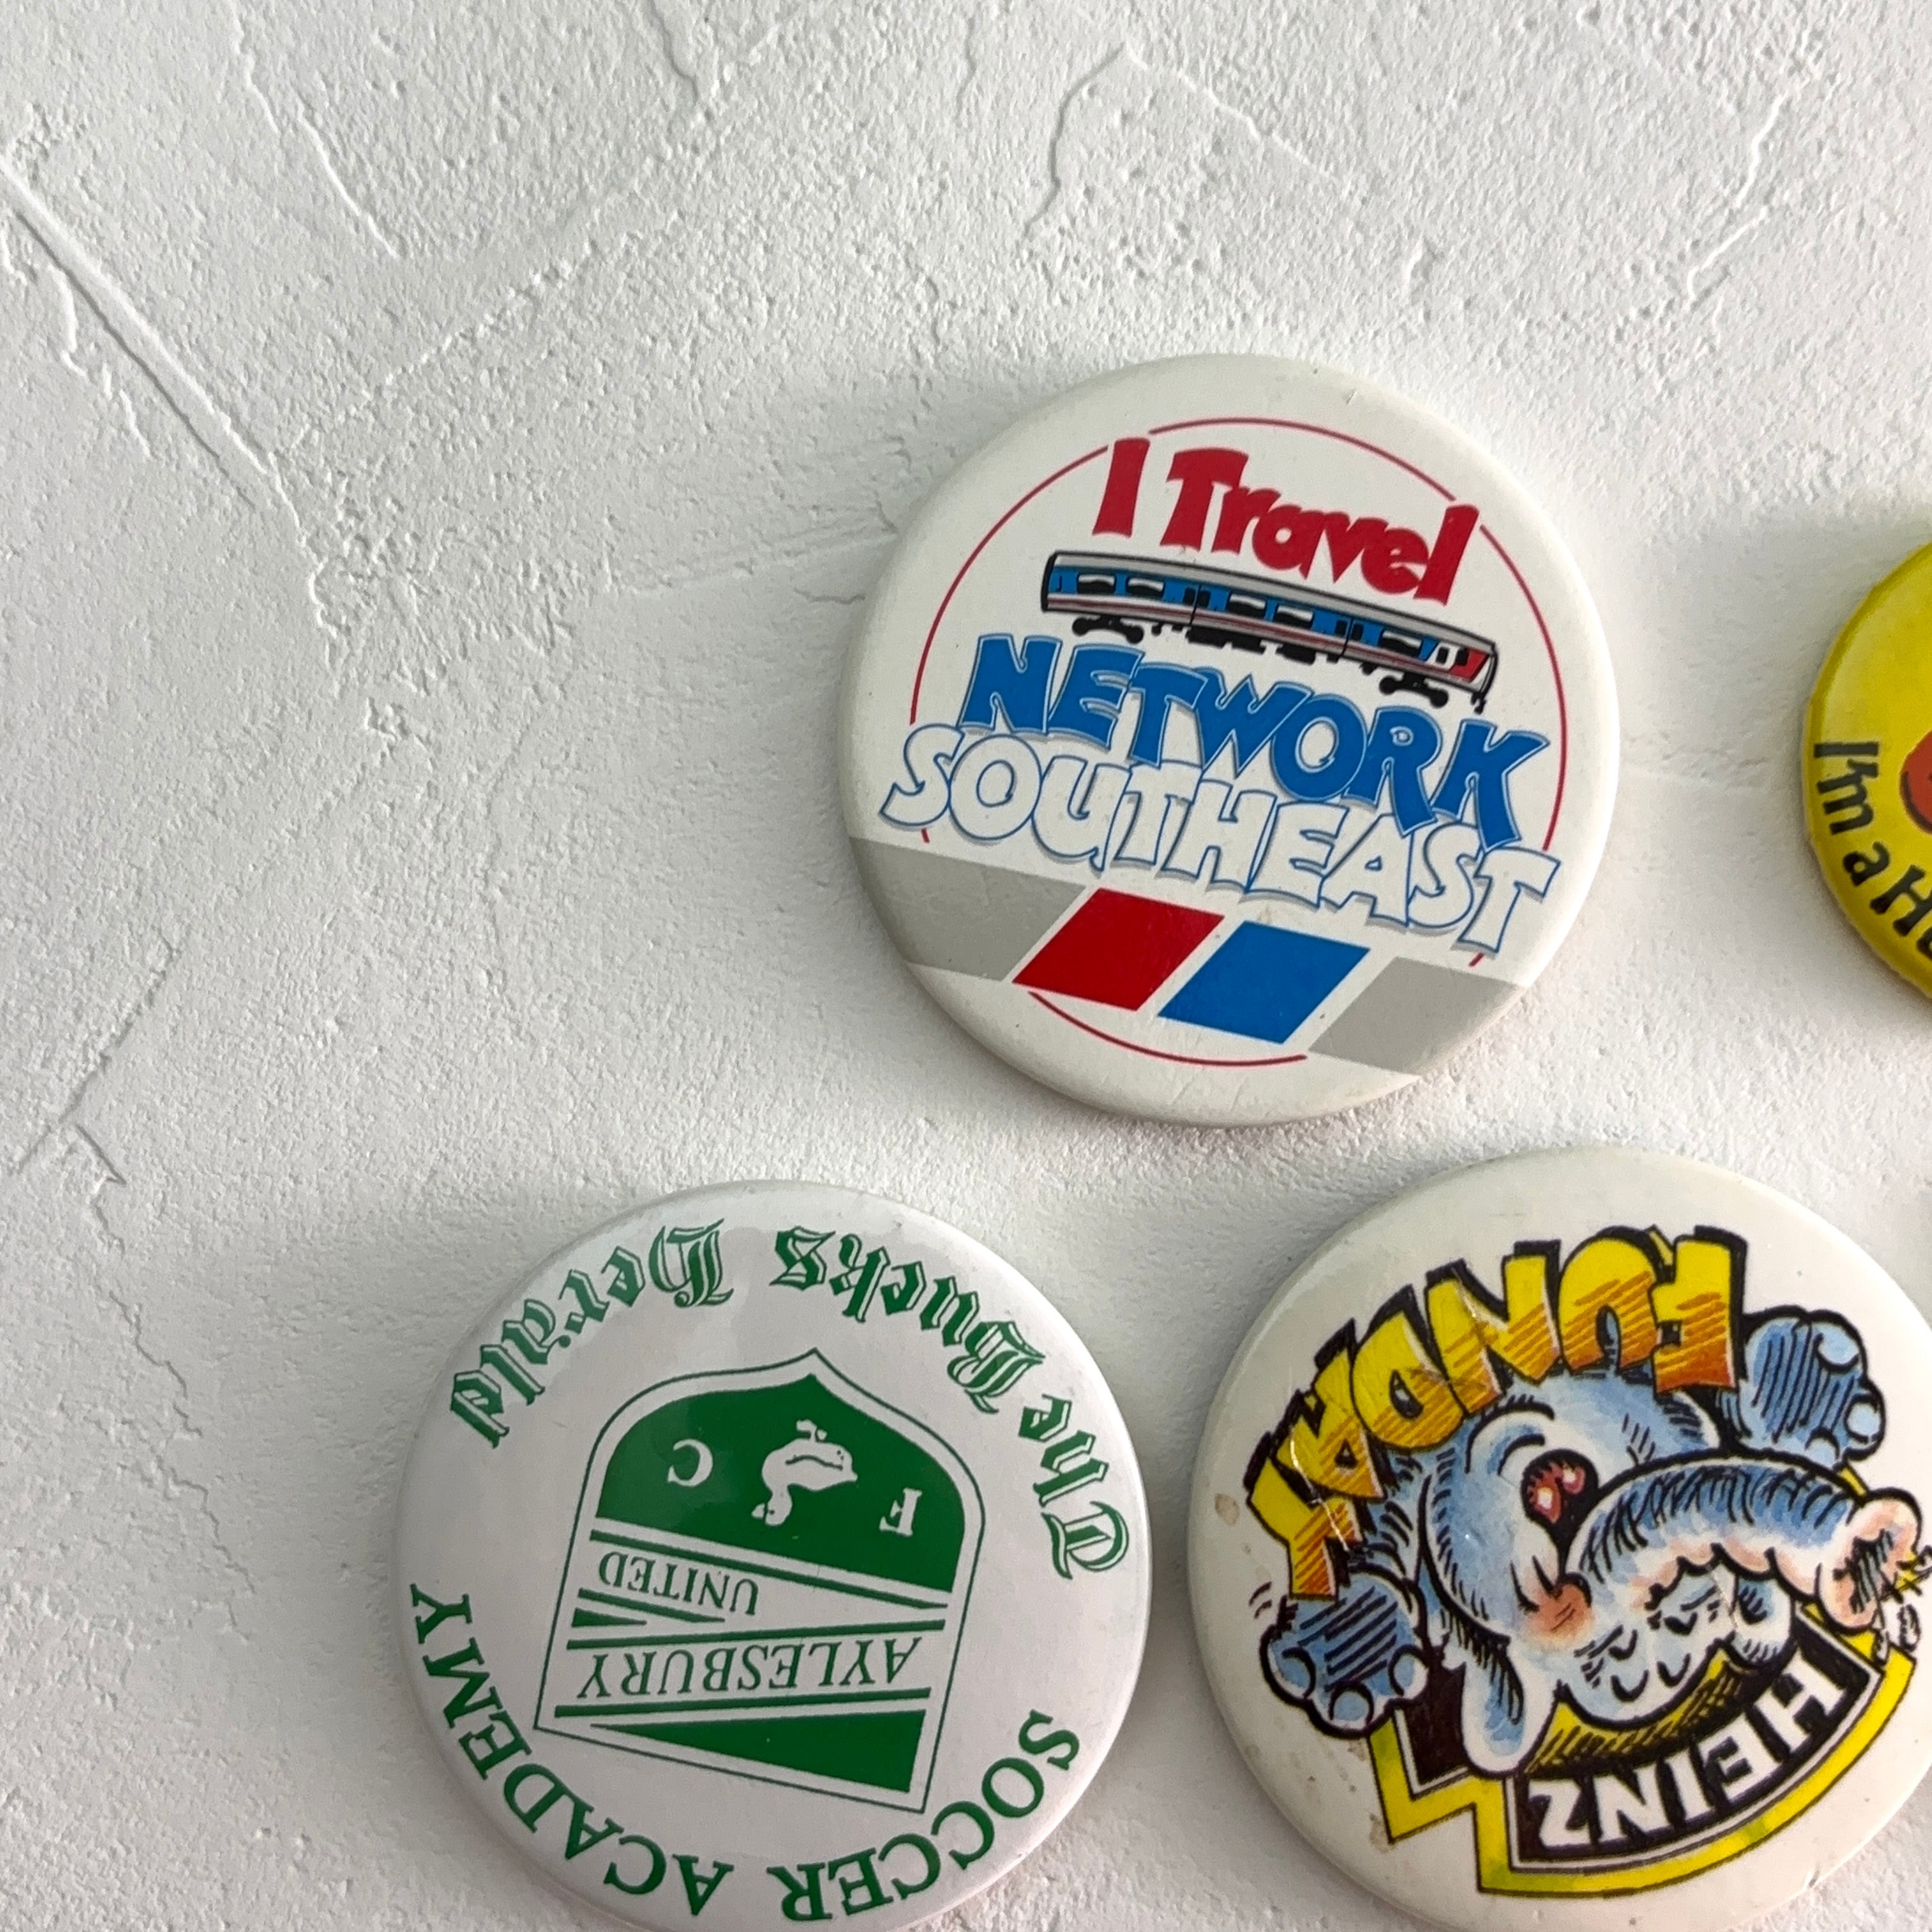 I Travel
NETWORK
SOUTHEAST
I'm a
The Bucks Herald
F C
UNITED
AYLESBURY
SOCCER ACADEMY
FUNDAY
HEINZ